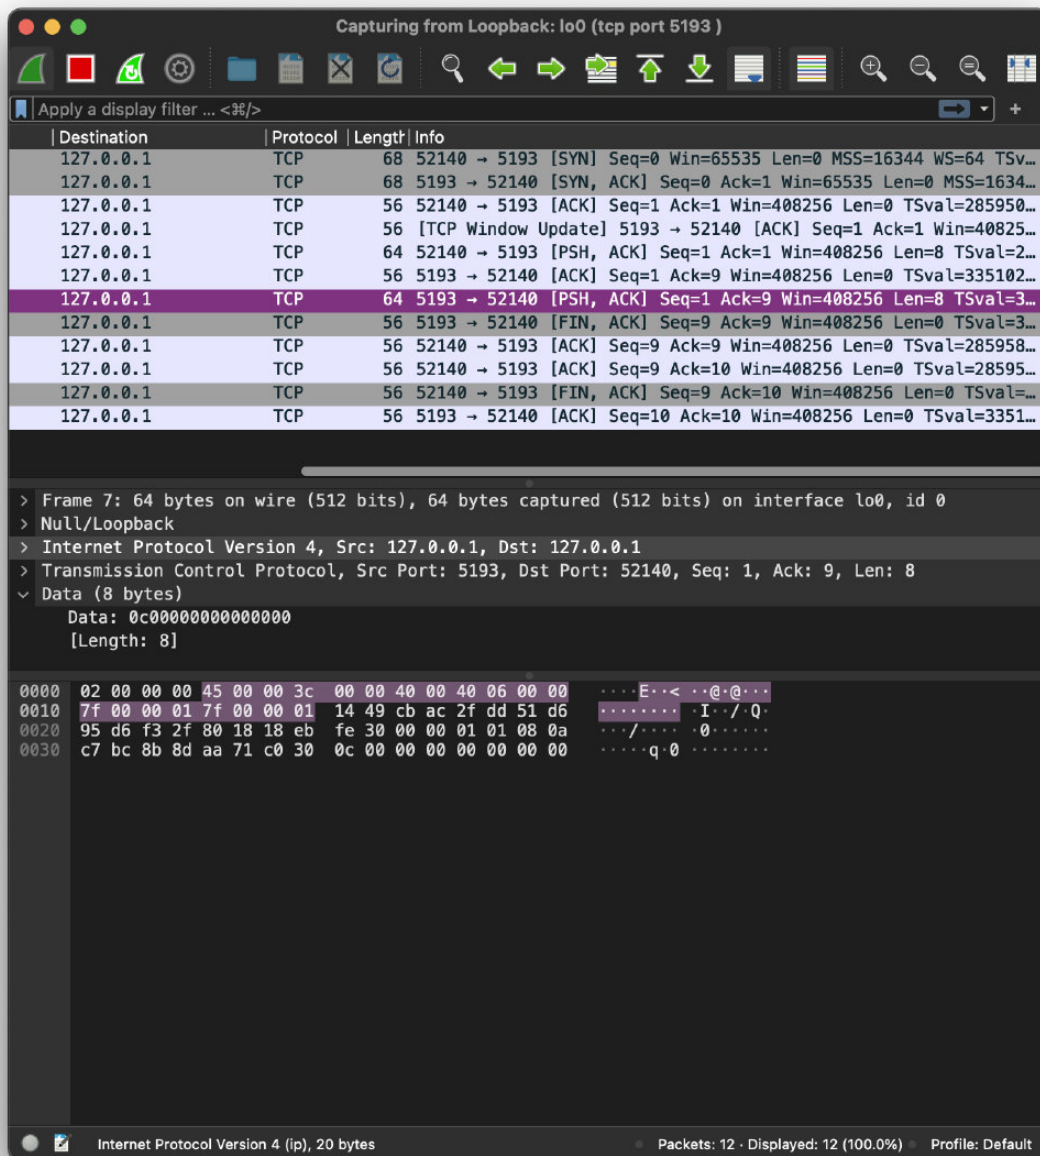 Capturing from Loopback: lo0 (tcp port 5193 )
Apply a display filter ... <⌘/>
Destination Protocol Length Info
127.0.0.1 TCP 68 52140 → 5193 [SYN] Seq=0 Win=65535 Len=0 MSS=16344 WS=64 TSv…
127.0.0.1 TCP 68 5193 → 52140 [SYN, ACK] Seq=0 Ack=1 Win=65535 Len=0 MSS=1634…
127.0.0.1 TCP 56 52140 → 5193 [ACK] Seq=1 Ack=1 Win=408256 Len=0 TSval=285950…
127.0.0.1 TCP 56 [TCP Window Update] 5193 → 52140 [ACK] Seq=1 Ack=1 Win=40825…
127.0.0.1 TCP 64 52140 → 5193 [PSH, ACK] Seq=1 Ack=1 Win=408256 Len=8 TSval=2…
127.0.0.1 TCP 56 5193 → 52140 [ACK] Seq=1 Ack=9 Win=408256 Len=0 TSval=335102…
127.0.0.1 TCP 64 5193 → 52140 [PSH, ACK] Seq=1 Ack=9 Win=408256 Len=8 TSval=3…
127.0.0.1 TCP 56 5193 → 52140 [FIN, ACK] Seq=9 Ack=9 Win=408256 Len=0 TSval=3…
127.0.0.1 TCP 56 52140 → 5193 [ACK] Seq=9 Ack=9 Win=408256 Len=0 TSval=285958…
127.0.0.1 TCP 56 52140 → 5193 [ACK] Seq=9 Ack=10 Win=408256 Len=0 TSval=28595…
127.0.0.1 TCP 56 52140 → 5193 [FIN, ACK] Seq=9 Ack=10 Win=408256 Len=0 TSval=…
127.0.0.1 TCP 56 5193 → 52140 [ACK] Seq=10 Ack=10 Win=408256 Len=0 TSval=3351…
> Frame 7: 64 bytes on wire (512 bits), 64 bytes captured (512 bits) on interface lo0, id 0
> Null/Loopback
> Internet Protocol Version 4, Src: 127.0.0.1, Dst: 127.0.0.1
> Transmission Control Protocol, Src Port: 5193, Dst Port: 52140, Seq: 1, Ack: 9, Len: 8
Data (8 bytes)
Data: 0c00000000000000
[Length: 8]
0000 02 00 00 00 45 00 00 3c 00 00 40 00 40 06 00 00 ····E··< ··@·@···
0010 7f 00 00 01 7f 00 00 01 14 49 cb ac 2f dd 51 d6 ········ ·I··/·Q·
0020 95 d6 f3 2f 80 18 18 eb fe 30 00 00 01 01 08 0a ···/···· ·0······
0030 c7 bc 8b 8d aa 71 c0 30 0c 00 00 00 00 00 00 00 ·····q·0 ········
Internet Protocol Version 4 (ip), 20 bytes Packets: 12 · Displayed: 12 (100.0%) Profile: Default